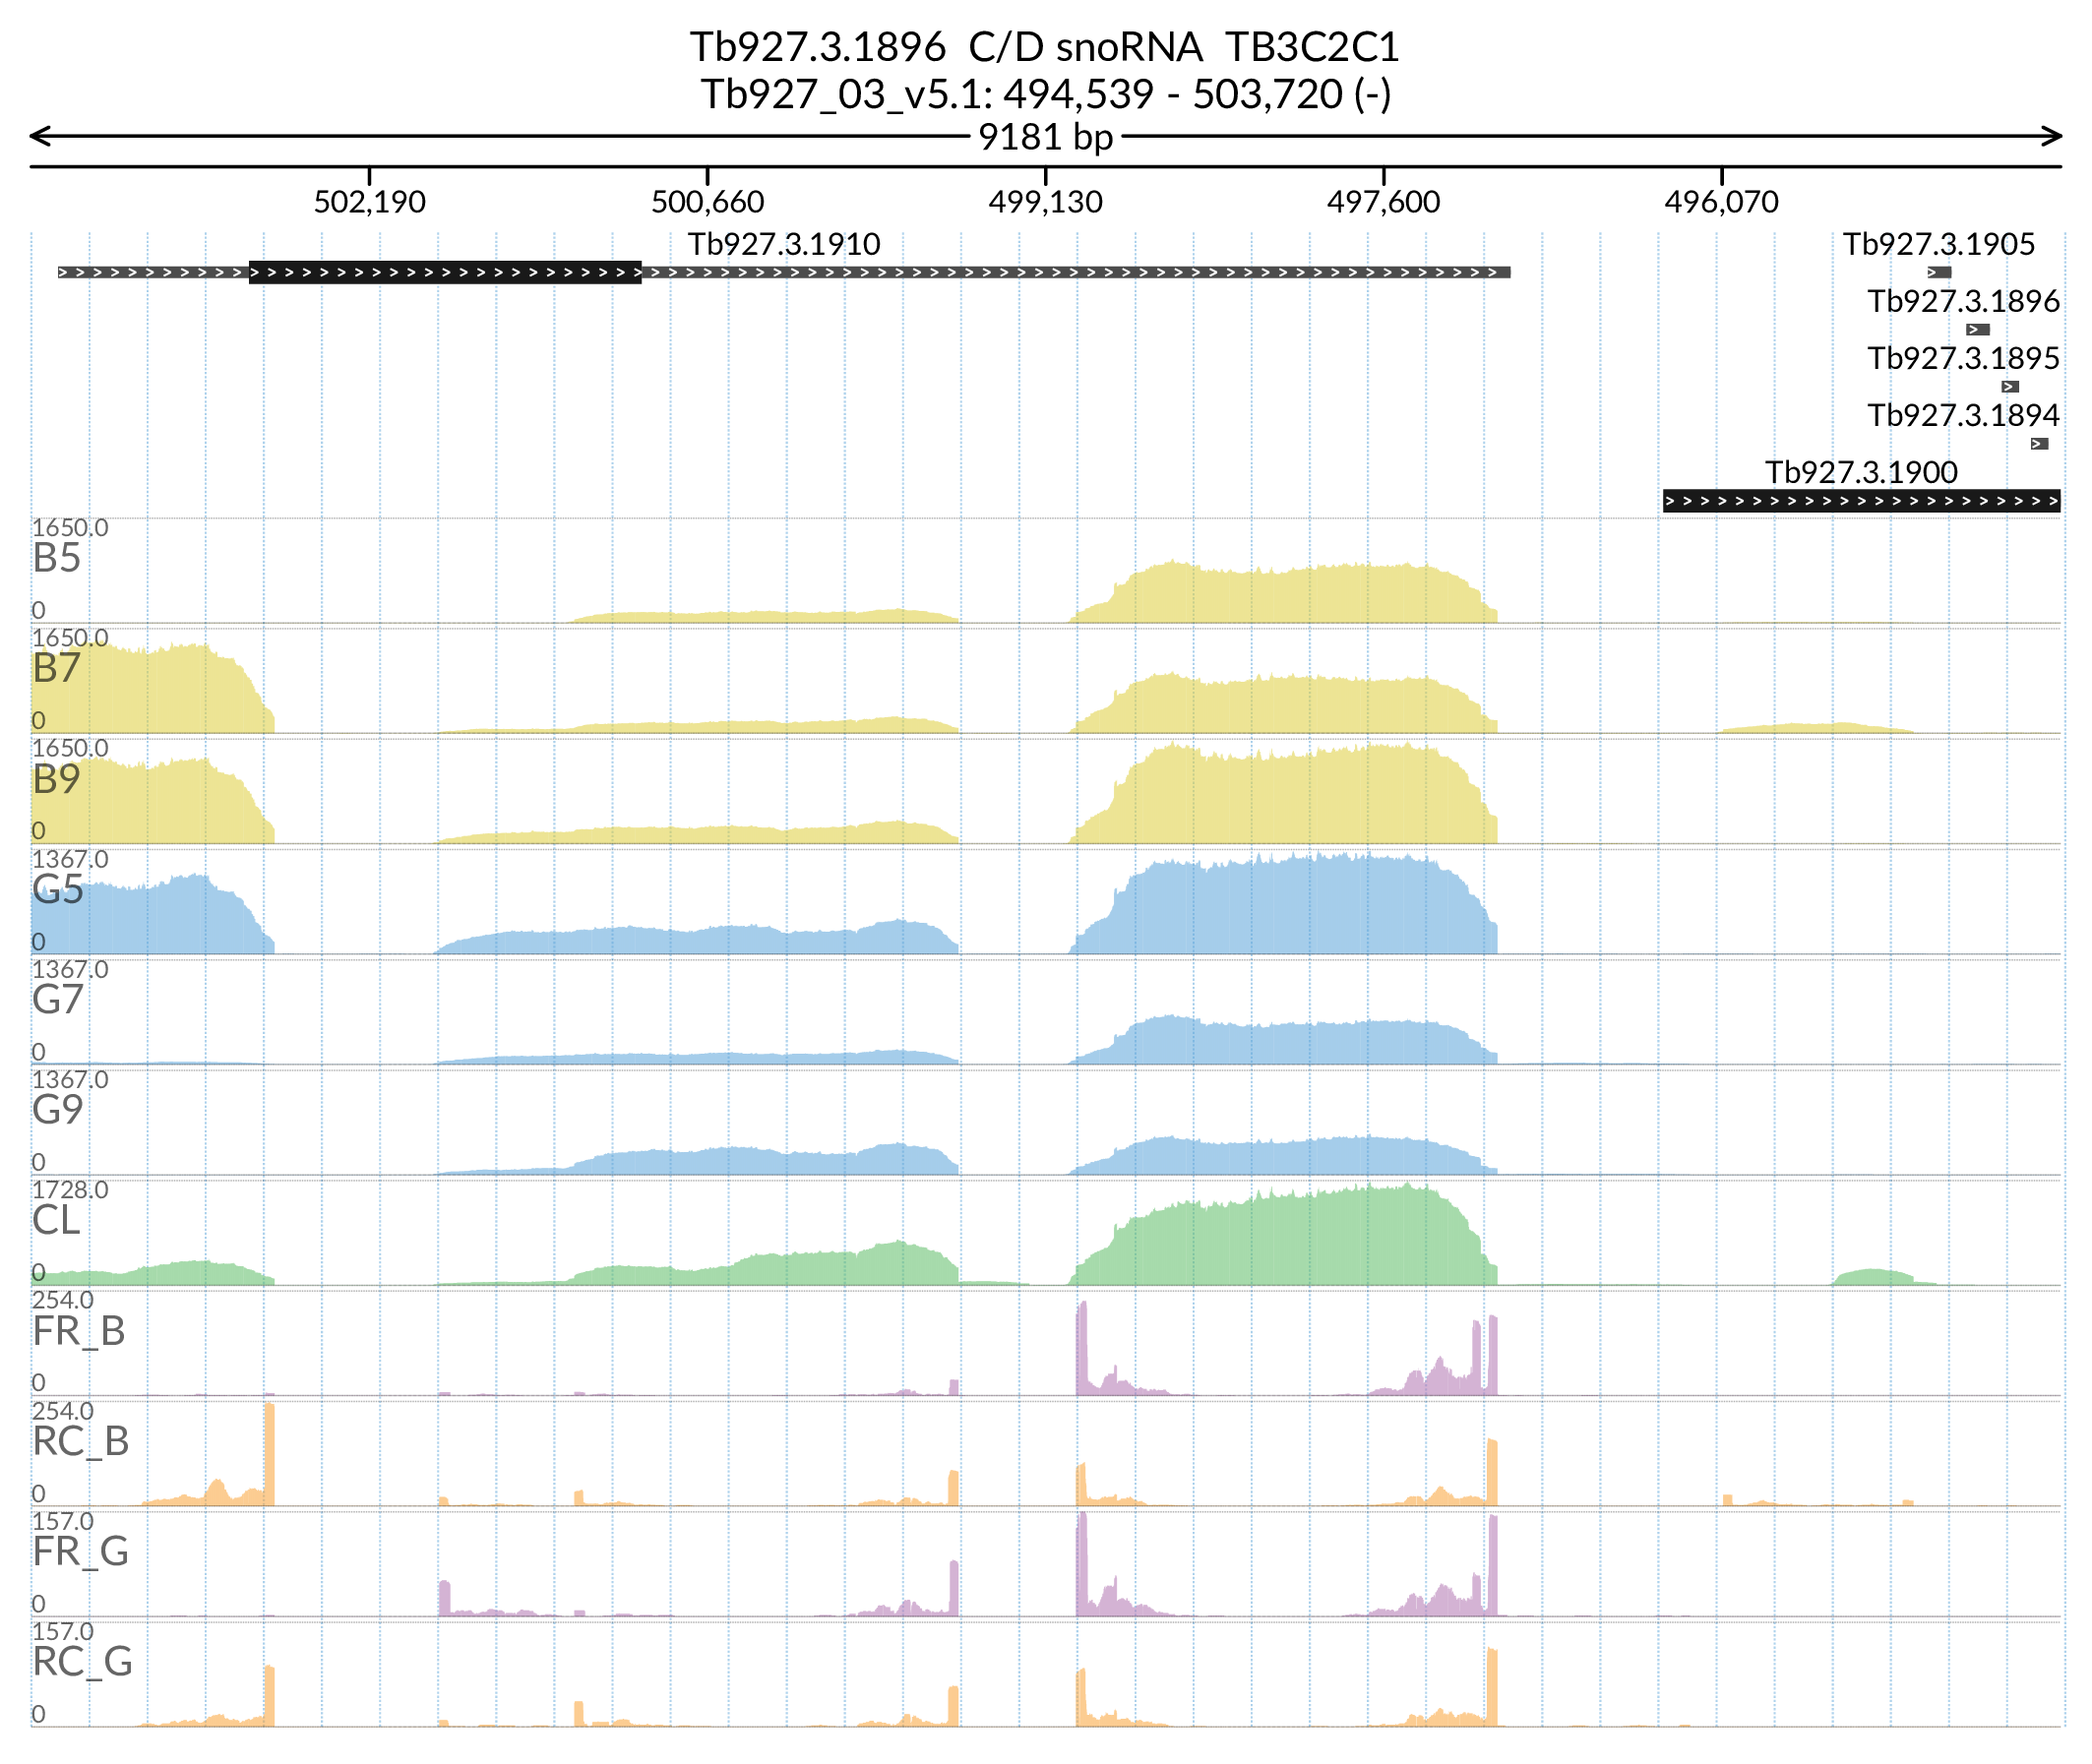 Tb927.3.1896 C/D snoRNA TB3C2C1
Tb927_03_v5.1: 494,539 - 503,720 (-)
9181 bp
502,190 500,660 499,130 497,600 496,070
Tb927.3.1910 Tb927.3.1905
Tb927.3.1896
Tb927.3.1895
Tb927.3.1894
Tb927.3.1900
1650.0
B5
0
1650.0
B7
0
1650.0
B9
0
1367.0
G5
0
1367.0
G7
0
1367.0
G9
0
1728.0
CL
0
254.0
FR_B
0
254.0
RC_B
0
157.0
FR_G
0
157.0
RC_G
0